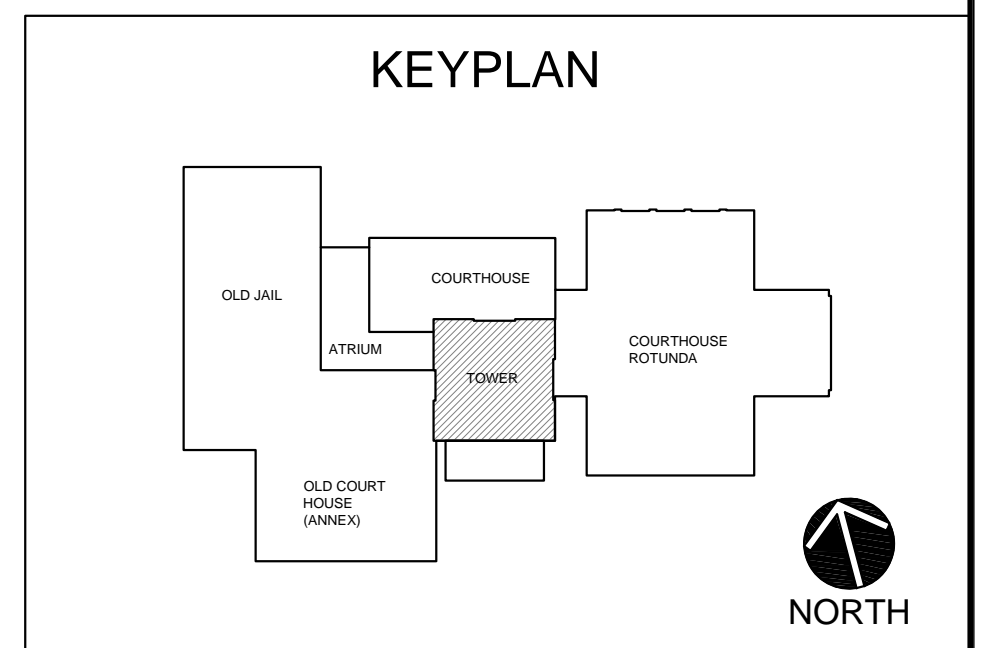 KEYPLAN
OLD JAIL
COURTHOUSE
ATRIUM
TOWER
COURTHOUSE
ROTUNDA
OLD COURT
HOUSE
(ANNEX)
NORTH